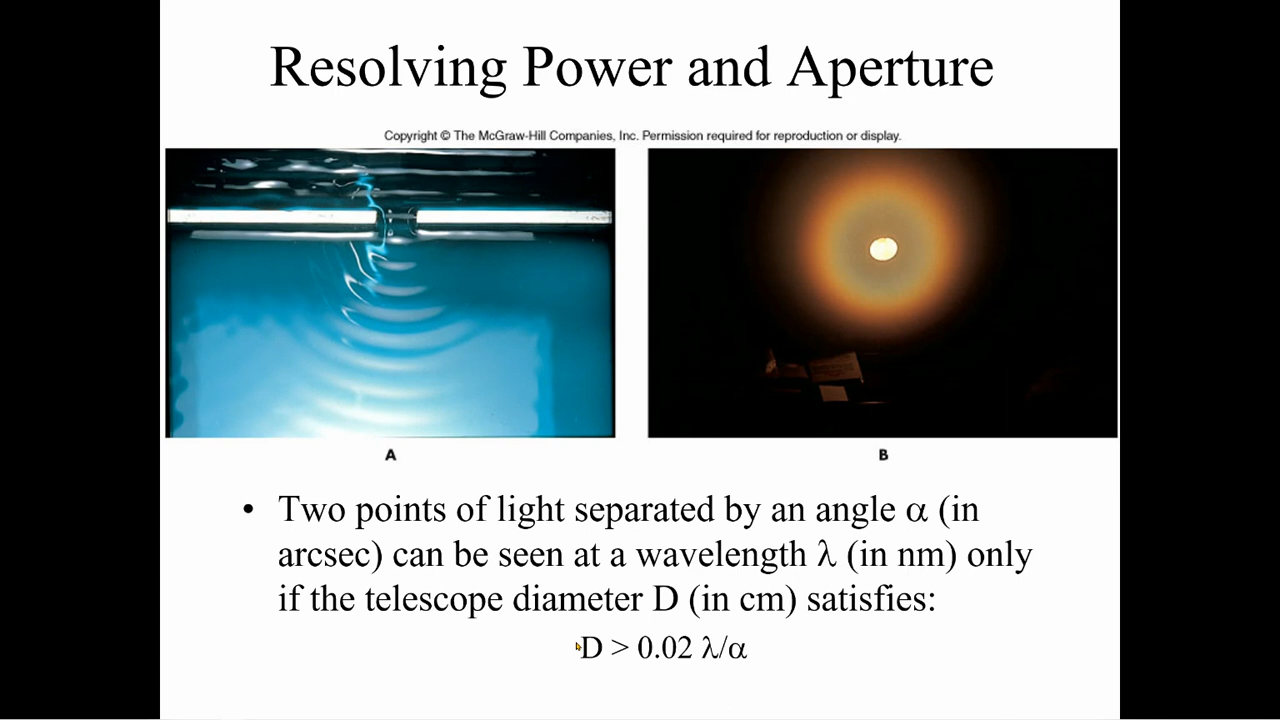 Resolving Power and Aperture
Copyright © The McGraw-Hill Companies, Inc. Permission required for reproduction or display.
A
B
• Two points of light separated by an angle α (in
arcsec) can be seen at a wavelength λ (in nm) only
if the telescope diameter D (in cm) satisfies:
D > 0.02 λ/α